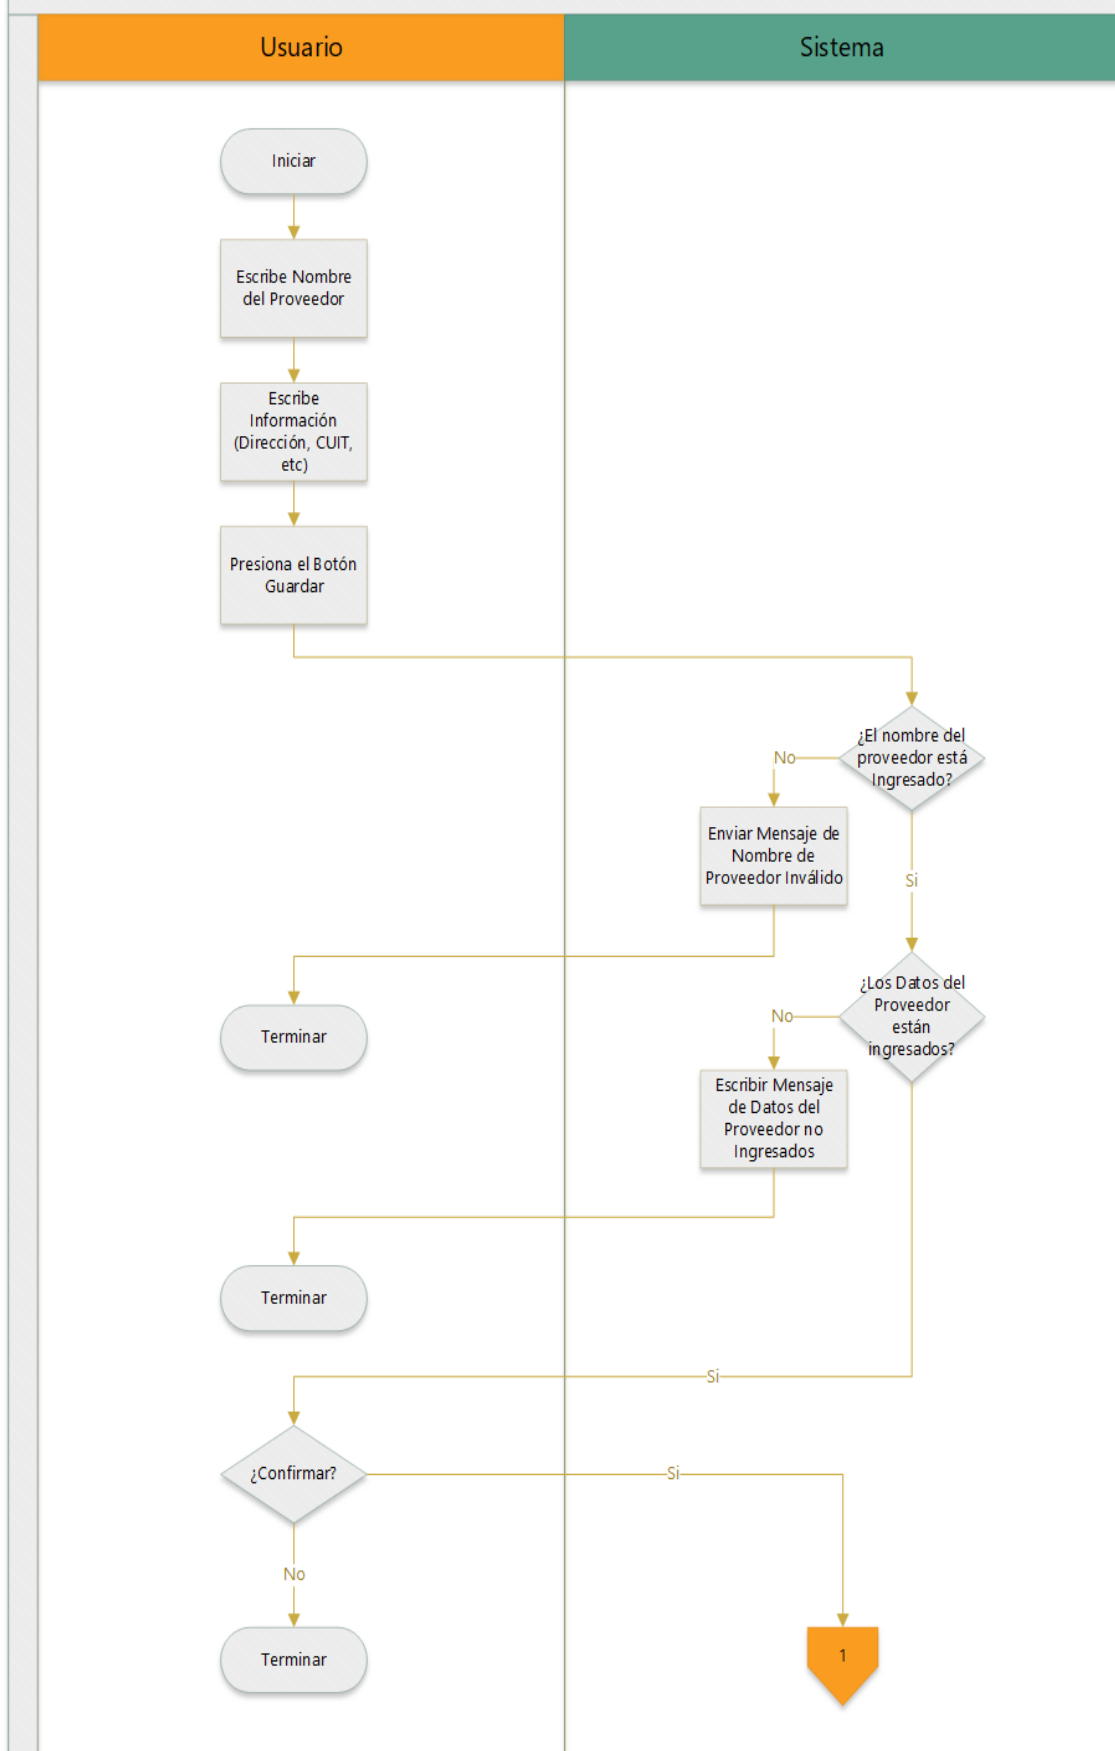 Usuario
Sistema
Iniciar
Escribe Nombre
del Proveedor
Escribe
Información
(Dirección, CUIT,
etc)
Presiona el Botón
Guardar
¿El nombre del
proveedor está
Ingresado?
No
Enviar Mensaje de
Nombre de
Proveedor Inválido
Si
Terminar
¿Los Datos del
Proveedor
están
ingresados?
No
Escribir Mensaje
de Datos del
Proveedor no
Ingresados
Terminar
Si
¿Confirmar?
Si
No
Terminar
1